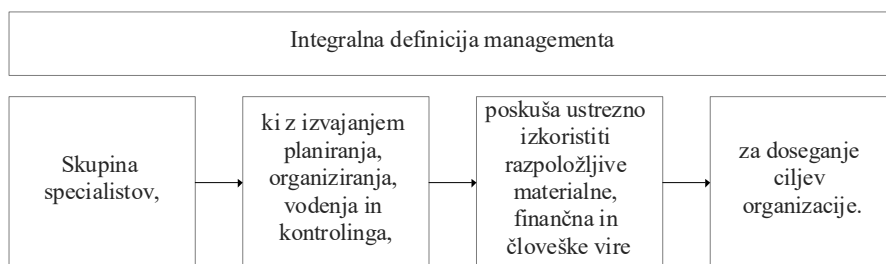 Integralna definicija managementa
Skupina
specialistov,
ki z izvajanjem
planiranja,
organiziranja,
vodenja in
kontrolinga,
poskuša ustrezno
izkoristiti
razpoložljive
materialne,
finančna in
človeške vire
za doseganje
ciljev
organizacije.